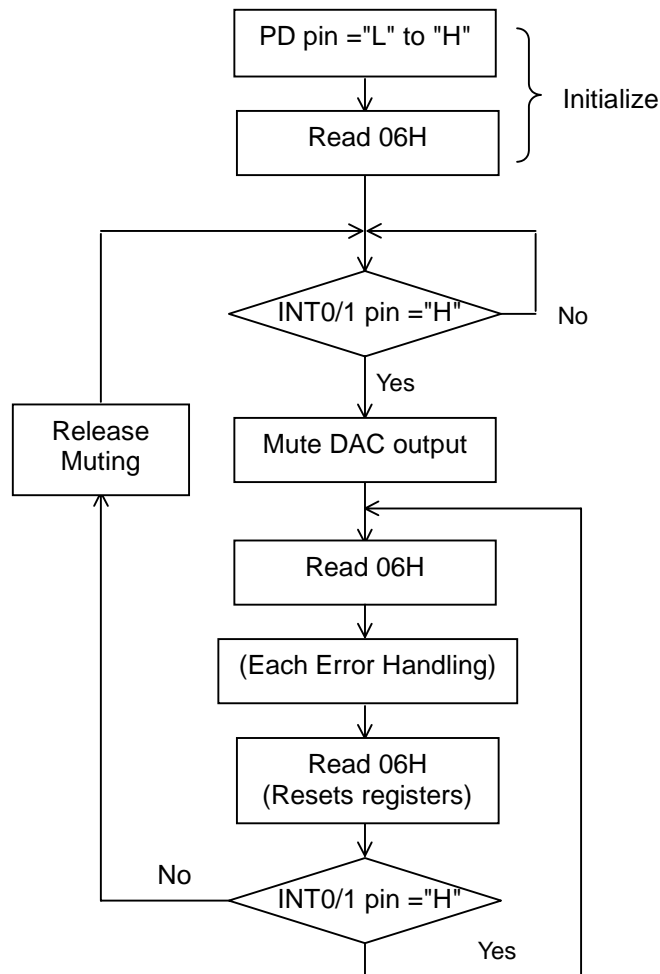 PD pin ="L" to "H"
Initialize
Read 06H
INT0/1 pin ="H"
No
Yes
Release
Muting
Mute DAC output
Read 06H
(Each Error Handling)
Read 06H
(Resets registers)
No
INT0/1 pin ="H"
Yes